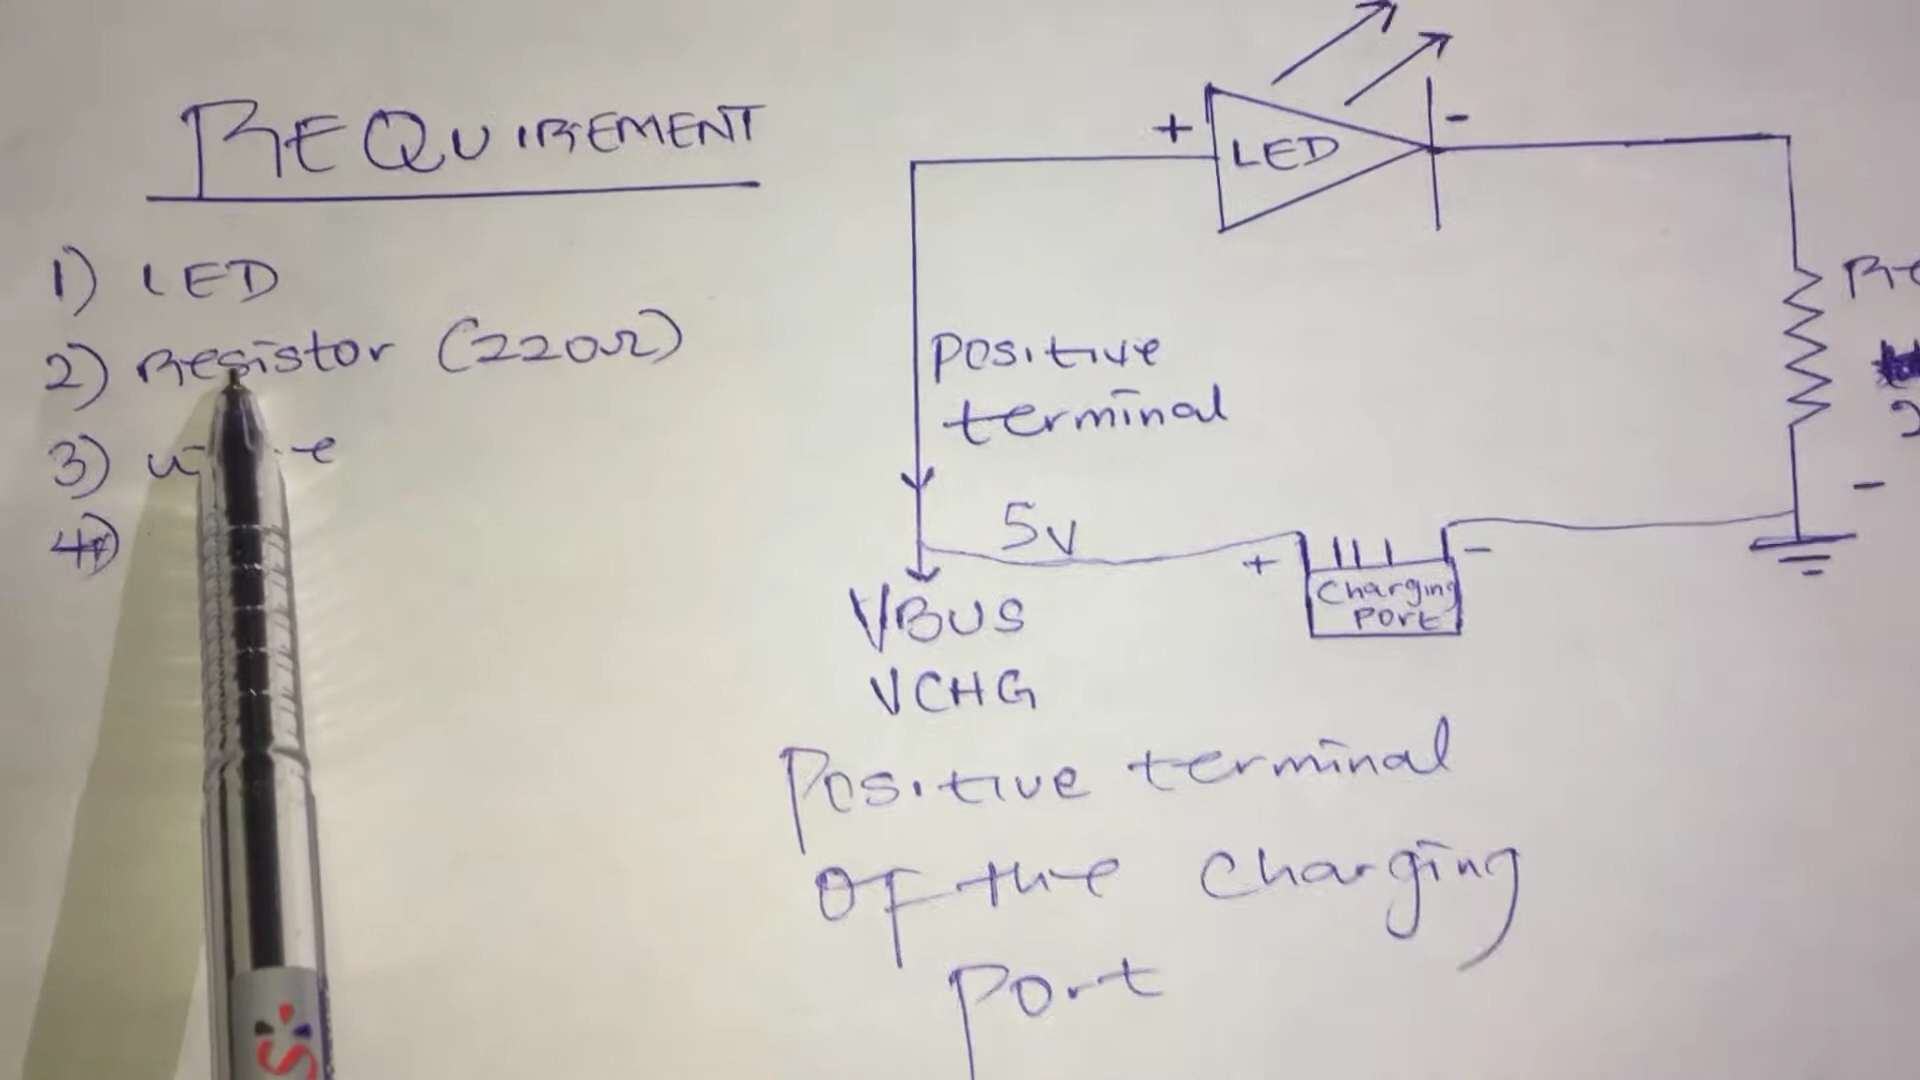 REQUIREMENT
1) LED
2) Resistor (220Ω)
3)
4)
+ LED -
positive
terminal
5V
+ -
Charging
Port
-
VBUS
VCHG
Positive terminal
of the charging
port